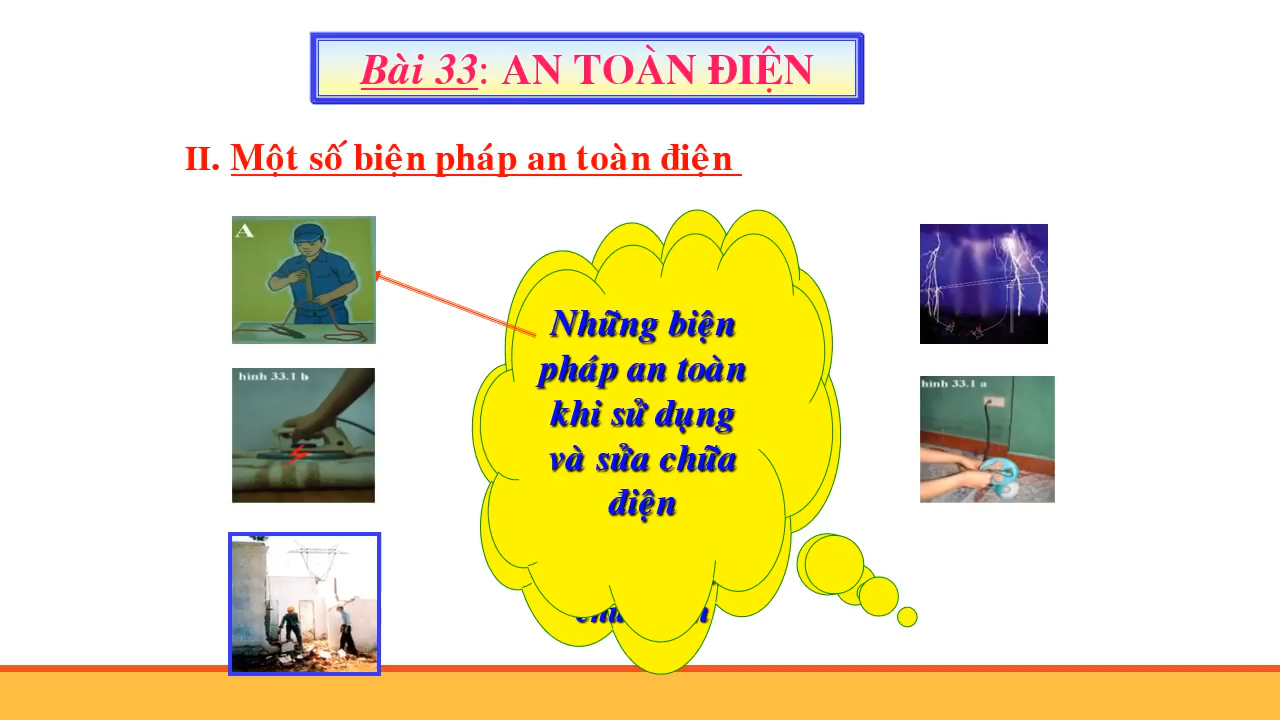 Bài 33: AN TOÀN ĐIỆN
II. Một số biện pháp an toàn điện
A
hình 33.1 b
hình 33.1 a
Những biện
pháp an toàn
khi sử dụng
và sửa chữa
điện